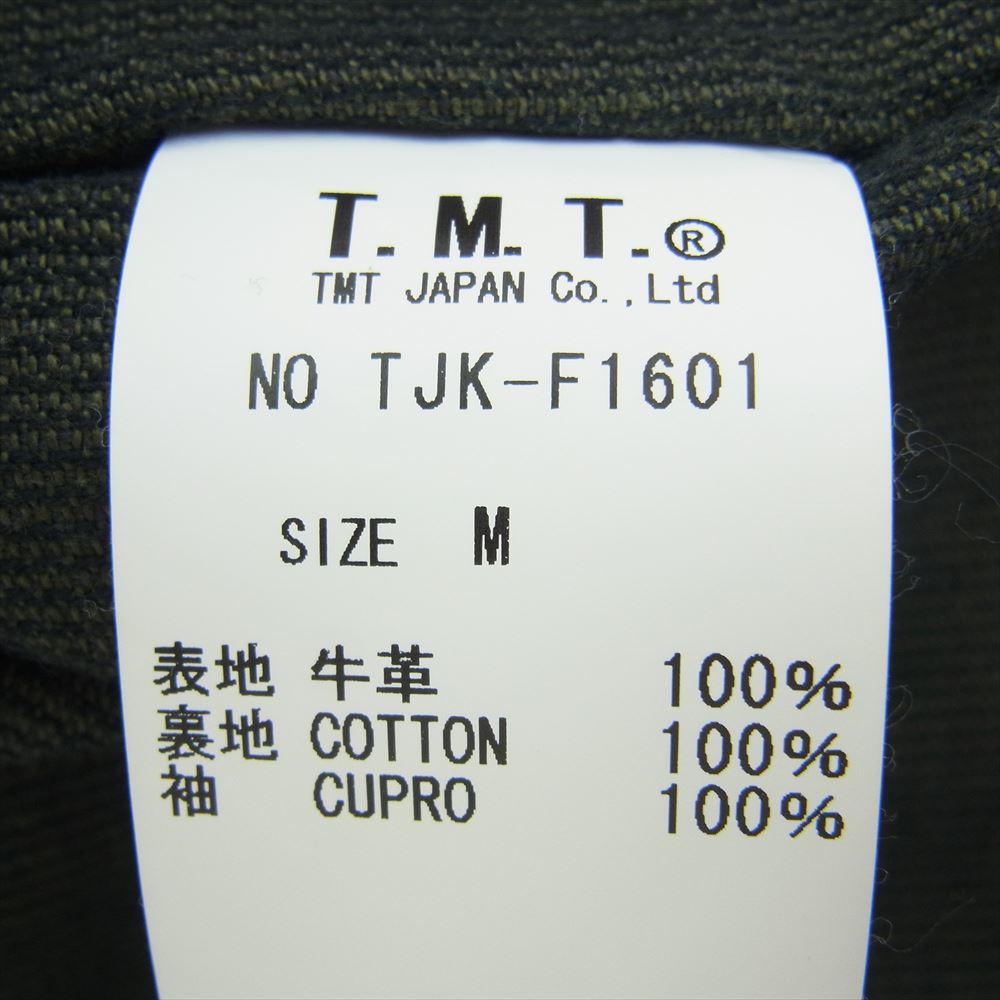 T.M.T.®
TMT JAPAN Co.,Ltd
NO TJK-F1601
SIZE M
表地 牛革 100%
裏地 COTTON 100%
袖 CUPRO 100%